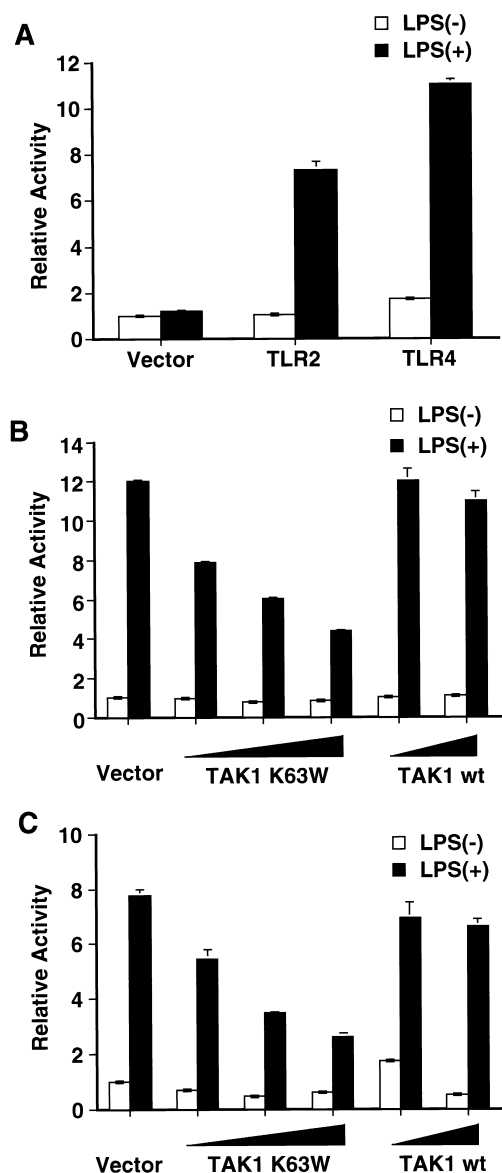 A
LPS(-)
LPS(+)
12
10
8
6
4
2
0
Relative Activity
Vector TLR2 TLR4
B
LPS(-)
LPS(+)
14
12
10
8
6
4
2
0
Relative Activity
Vector TAK1 K63W TAK1 wt
C
LPS(-)
LPS(+)
10
8
6
4
2
0
Relative Activity
Vector TAK1 K63W TAK1 wt